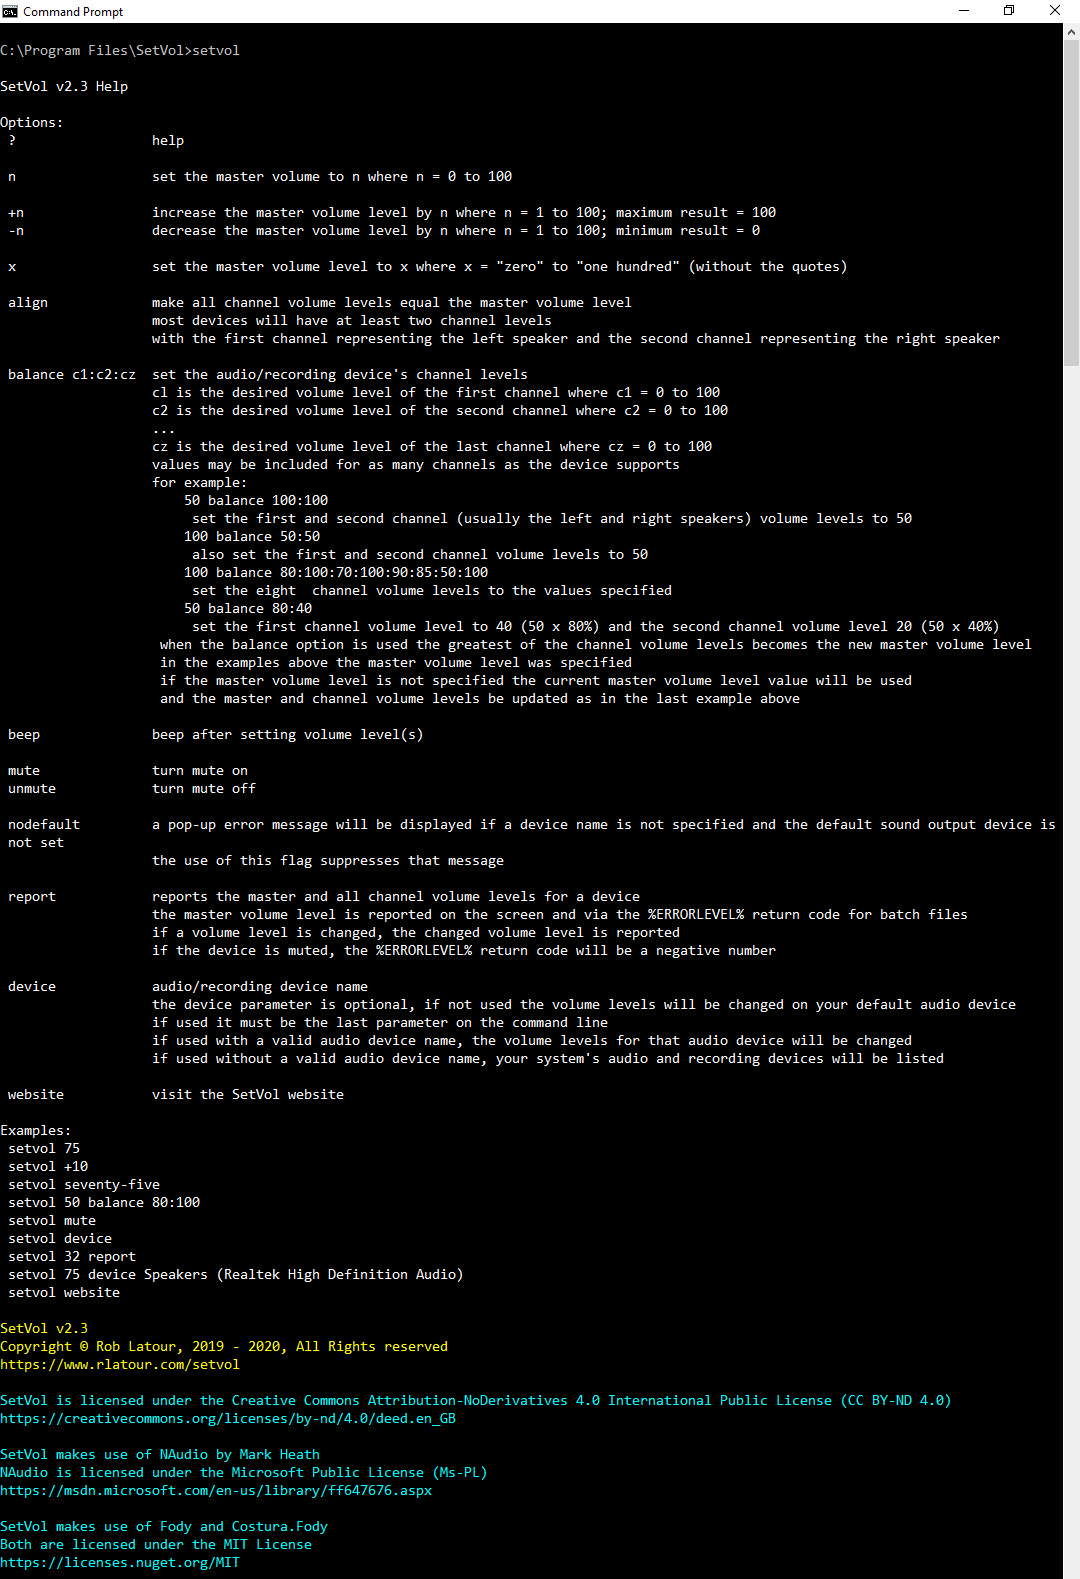 Command Prompt
C:\Program Files\SetVol>setvol
SetVol v2.3 Help
Options:
? help
n set the master volume to n where n = 0 to 100
+n increase the master volume level by n where n = 1 to 100; maximum result = 100
-n decrease the master volume level by n where n = 1 to 100; minimum result = 0
x set the master volume level to x where x = "zero" to "one hundred" (without the quotes)
align make all channel volume levels equal the master volume level
most devices will have at least two channel levels
with the first channel representing the left speaker and the second channel representing the right speaker
balance c1:c2:cz set the audio/recording device's channel levels
cl is the desired volume level of the first channel where c1 = 0 to 100
c2 is the desired volume level of the second channel where c2 = 0 to 100
...
cz is the desired volume level of the last channel where cz = 0 to 100
values may be included for as many channels as the device supports
for example:
50 balance 100:100
set the first and second channel (usually the left and right speakers) volume levels to 50
100 balance 50:50
also set the first and second channel volume levels to 50
100 balance 80:100:70:100:90:85:50:100
set the eight  channel volume levels to the values specified
50 balance 80:40
set the first channel volume level to 40 (50 x 80%) and the second channel volume level 20 (50 x 40%)
when the balance option is used the greatest of the channel volume levels becomes the new master volume level
in the examples above the master volume level was specified
if the master volume level is not specified the current master volume level value will be used
and the master and channel volume levels be updated as in the last example above
beep beep after setting volume level(s)
mute turn mute on
unmute turn mute off
nodefault a pop-up error message will be displayed if a device name is not specified and the default sound output device is
not set
the use of this flag suppresses that message
report reports the master and all channel volume levels for a device
the master volume level is reported on the screen and via the %ERRORLEVEL% return code for batch files
if a volume level is changed, the changed volume level is reported
if the device is muted, the %ERRORLEVEL% return code will be a negative number
device audio/recording device name
the device parameter is optional, if not used the volume levels will be changed on your default audio device
if used it must be the last parameter on the command line
if used with a valid audio device name, the volume levels for that audio device will be changed
if used without a valid audio device name, your system's audio and recording devices will be listed
website visit the SetVol website
Examples:
setvol 75
setvol +10
setvol seventy-five
setvol 50 balance 80:100
setvol mute
setvol device
setvol 32 report
setvol 75 device Speakers (Realtek High Definition Audio)
setvol website
SetVol v2.3
Copyright © Rob Latour, 2019 - 2020, All Rights reserved
https://www.rlatour.com/setvol
SetVol is licensed under the Creative Commons Attribution-NoDerivatives 4.0 International Public License (CC BY-ND 4.0)
https://creativecommons.org/licenses/by-nd/4.0/deed.en_GB
SetVol makes use of NAudio by Mark Heath
NAudio is licensed under the Microsoft Public License (Ms-PL)
https://msdn.microsoft.com/en-us/library/ff647676.aspx
SetVol makes use of Fody and Costura.Fody
Both are licensed under the MIT License
https://licenses.nuget.org/MIT